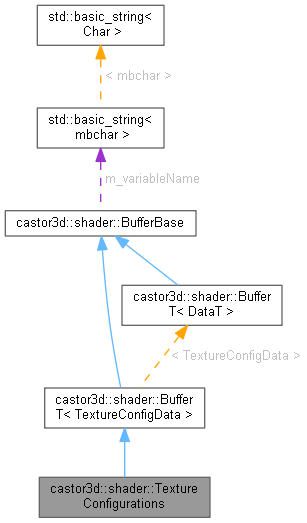 std::basic_string<
Char >
< mbchar >
std::basic_string<
mbchar >
m_variableName
castor3d::shader::BufferBase
castor3d::shader::Buffer
T< DataT >
< TextureConfigData >
castor3d::shader::Buffer
T< TextureConfigData >
castor3d::shader::Texture
Configurations